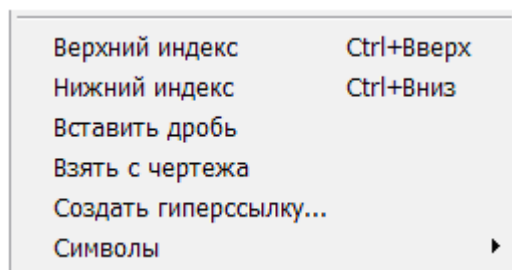 Верхний индекс Ctrl+Вверх
Нижний индекс Ctrl+Вниз
Вставить дробь
Взять с чертежа
Создать гиперссылку...
Символы